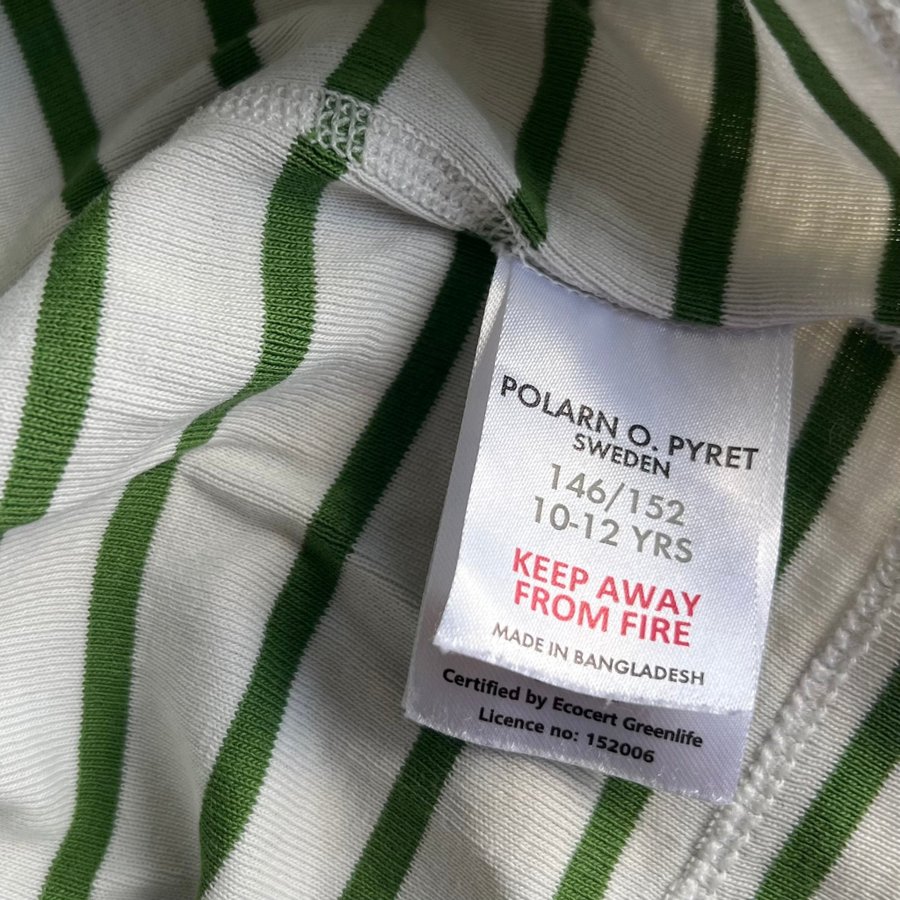 POLARN O. PYRET
SWEDEN
146/152
10-12 YRS
KEEP AWAY
FROM FIRE
MADE IN BANGLADESH
Certified by Ecocert Greenlife
Licence no: 152006